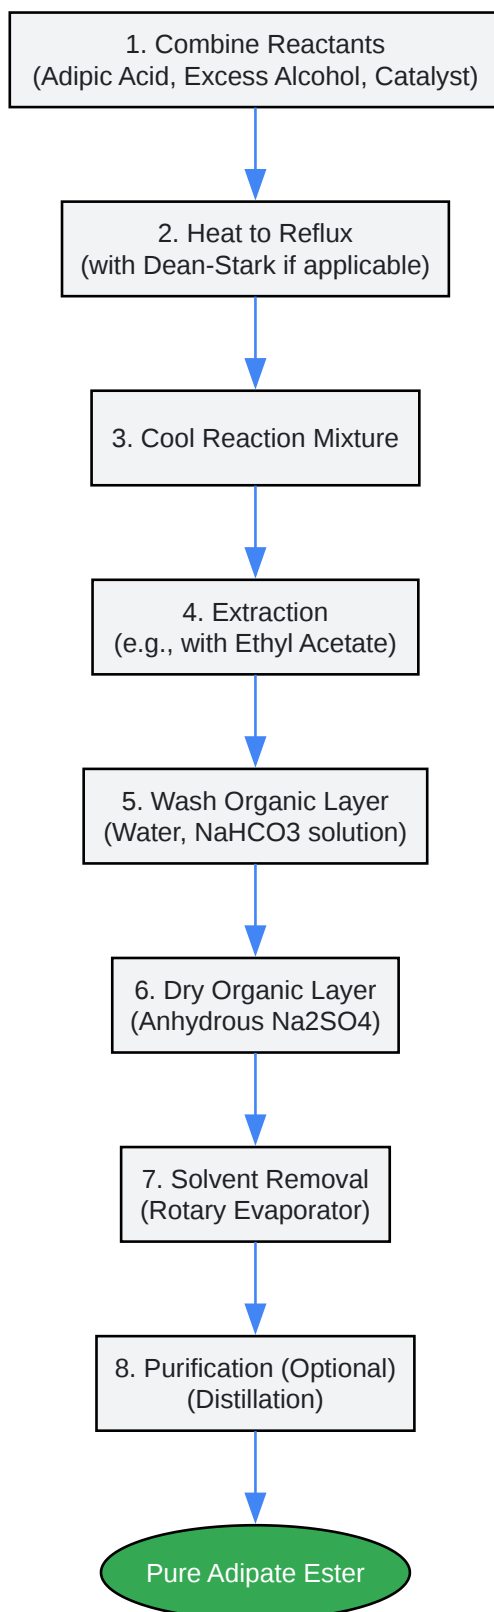 1. Combine Reactants
(Adipic Acid, Excess Alcohol, Catalyst)
2. Heat to Reflux
(with Dean-Stark if applicable)
3. Cool Reaction Mixture
4. Extraction
(e.g., with Ethyl Acetate)
5. Wash Organic Layer
(Water, NaHCO3 solution)
6. Dry Organic Layer
(Anhydrous Na2SO4)
7. Solvent Removal
(Rotary Evaporator)
8. Purification (Optional)
(Distillation)
Pure Adipate Ester